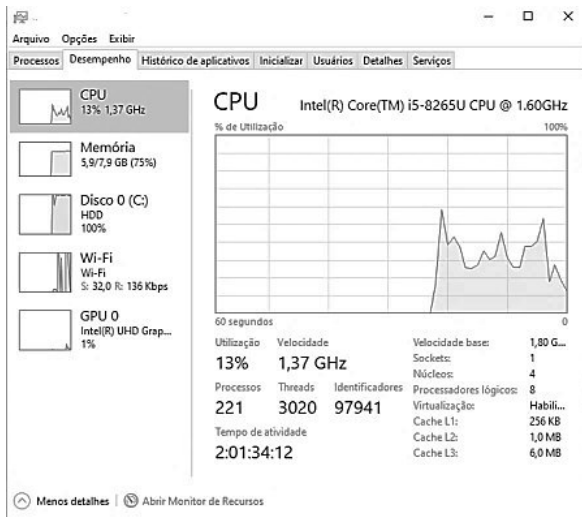 Arquivo Opções Exibir
Processos Desempenho Histórico de aplicativos Inicializar Usuários Detalhes Serviços
CPU
13% 1,37 GHz
Memória
5,9/7,9 GB (75%)
Disco 0 (C:)
HDD
100%
Wi-Fi
Wi-Fi
S: 32,0 R: 136 Kbps
GPU 0
Intel(R) UHD Grap...
1%
CPU Intel(R) Core(TM) i5-8265U CPU @ 1.60GHz
% de Utilização 100%
60 segundos 0
Utilização Velocidade
13% 1,37 GHz
Processos Threads Identificadores
221 3020 97941
Tempo de atividade
2:01:34:12
Velocidade base: 1,80 G...
Sockets: 1
Núcleos: 4
Processadores lógicos: 8
Virtualização: Habili...
Cache L1: 256 KB
Cache L2: 1,0 MB
Cache L3: 6,0 MB
Menos detalhes Abrir Monitor de Recursos